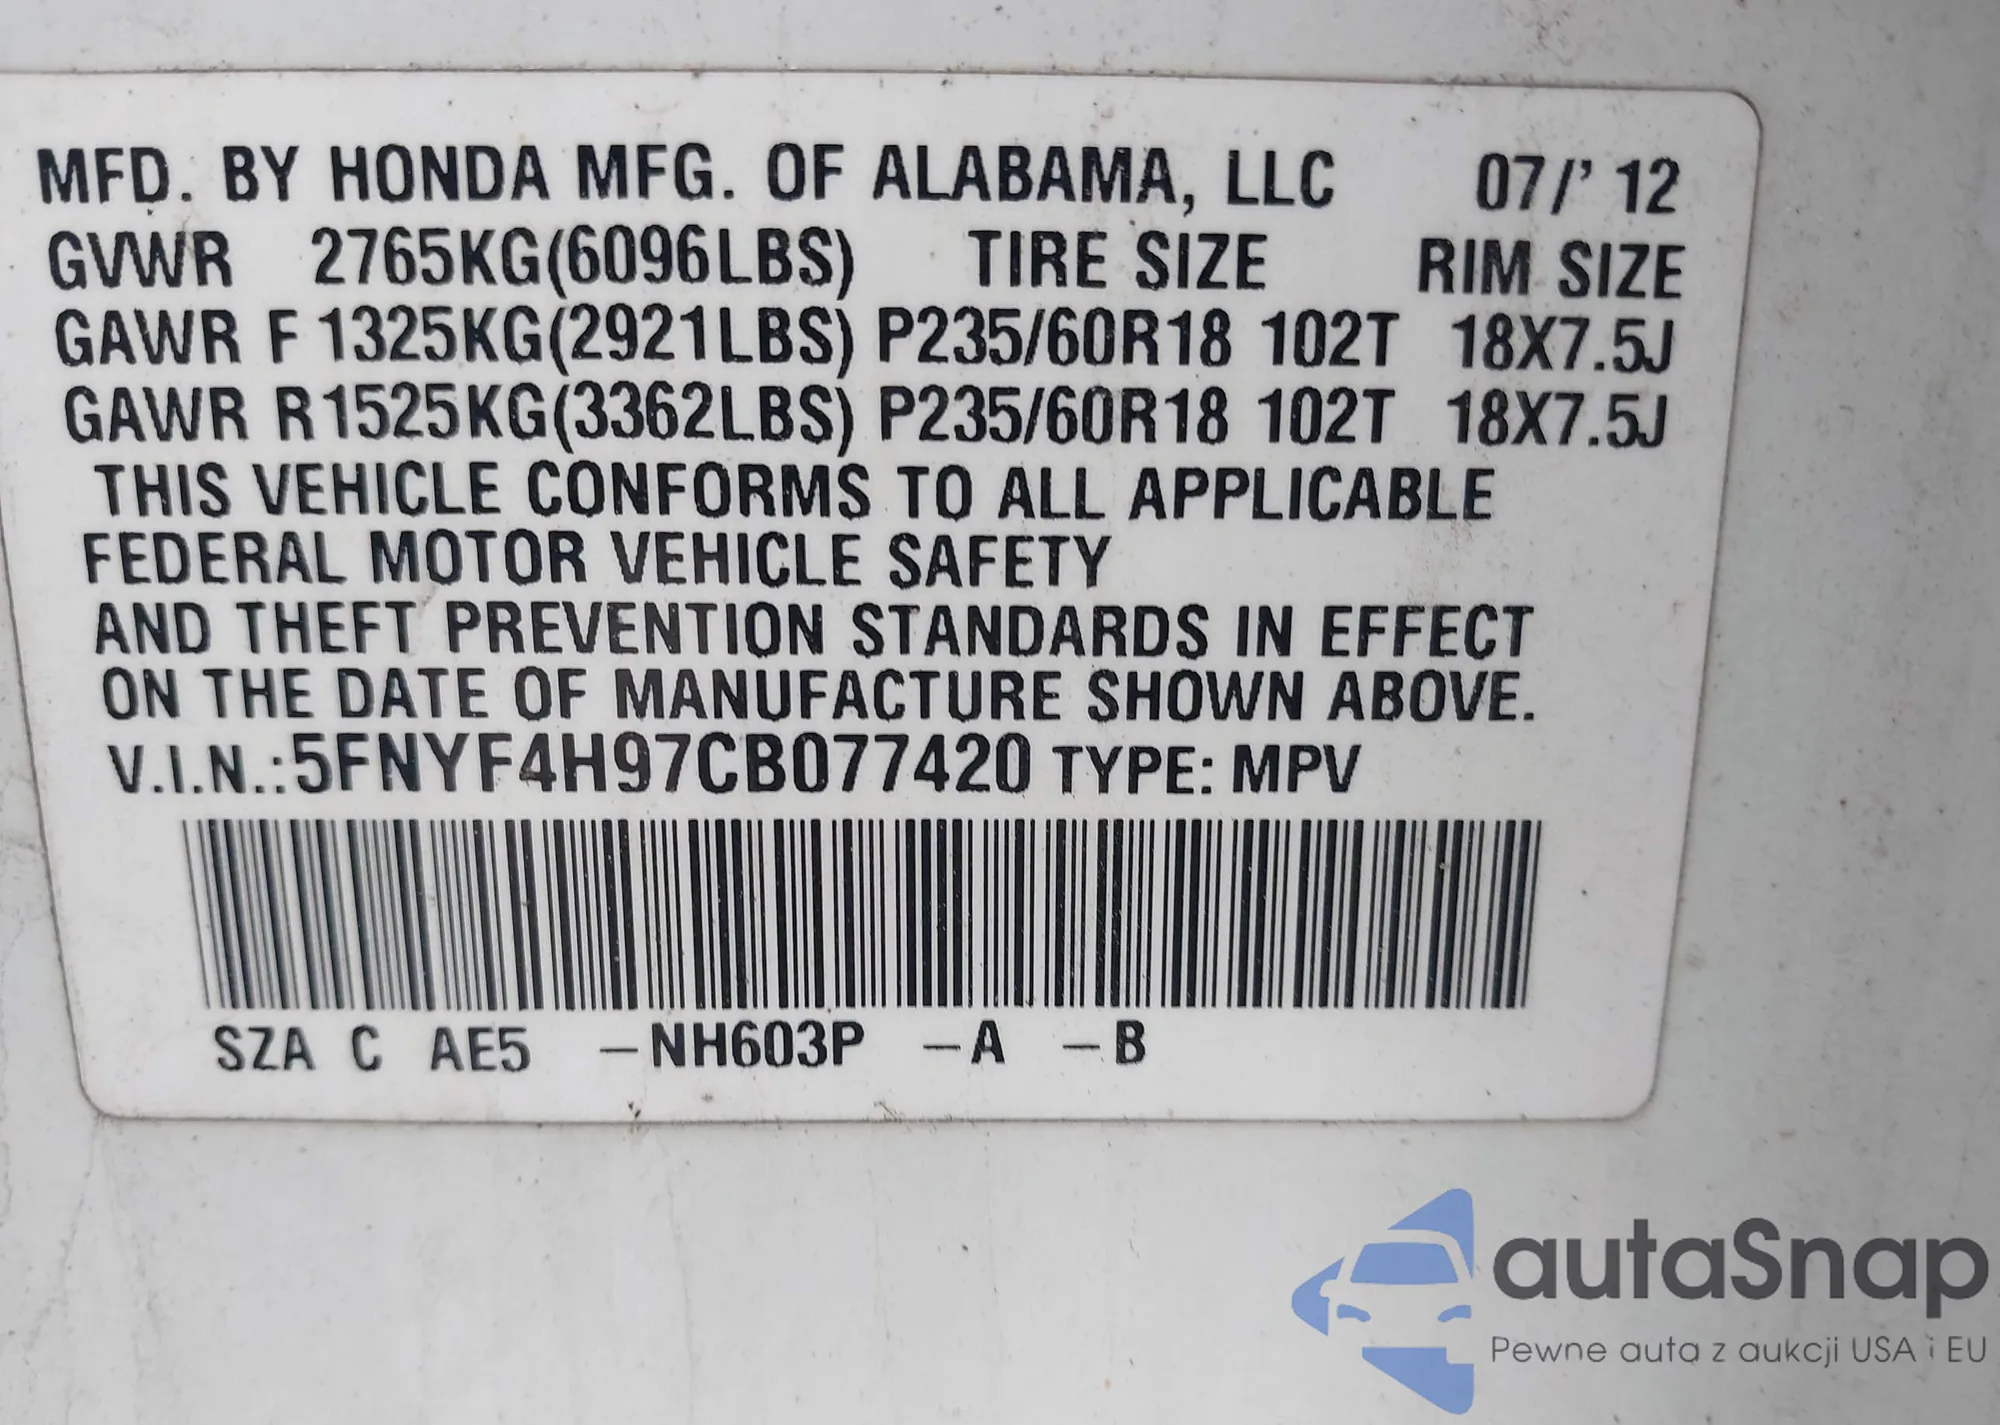 MFD. BY HONDA MFG. OF ALABAMA, LLC 07/' 12
GVWR 2765KG(6096LBS) TIRE SIZE RIM SIZE
GAWR F 1325KG(2921LBS) P235/60R18 102T 18X7.5J
GAWR R1525KG(3362LBS) P235/60R18 102T 18X7.5J
THIS VEHICLE CONFORMS TO ALL APPLICABLE
FEDERAL MOTOR VEHICLE SAFETY
AND THEFT PREVENTION STANDARDS IN EFFECT
ON THE DATE OF MANUFACTURE SHOWN ABOVE.
V.I.N.:5FNYF4H97CB077420 TYPE: MPV
SZA C AE5 –NH603P –A –B
autaSnap
Pewne auta z aukcji USA i EU